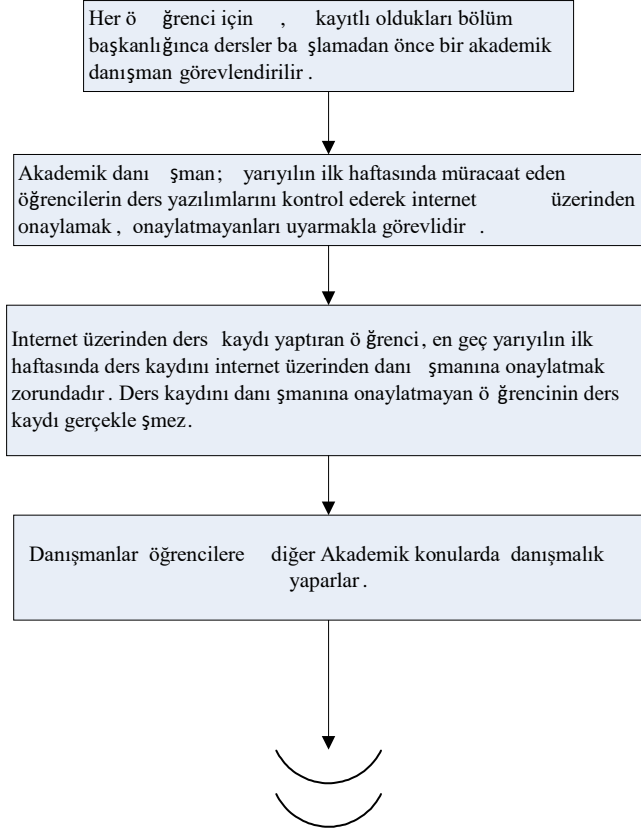 Her öğrenci için, kayıtlı oldukları bölüm
başkanlığınca dersler başlamadan önce bir akademik
danışman görevlendirilir.
Akademik danışman; yarıyılın ilk haftasında müracaat eden
öğrencilerin ders yazılımlarını kontrol ederek internet üzerinden
onaylamak, onaylatmayanları uyarmakla görevlidir.
Internet üzerinden ders kaydı yaptıran öğrenci, en geç yarıyılın ilk
haftasında ders kaydını internet üzerinden danışmanına onaylatmak
zorundadır. Ders kaydını danışmanına onaylatmayan öğrencinin ders
kaydı gerçekleşmez.
Danışmanlar öğrencilere diğer Akademik konularda danışmalık
yaparlar.